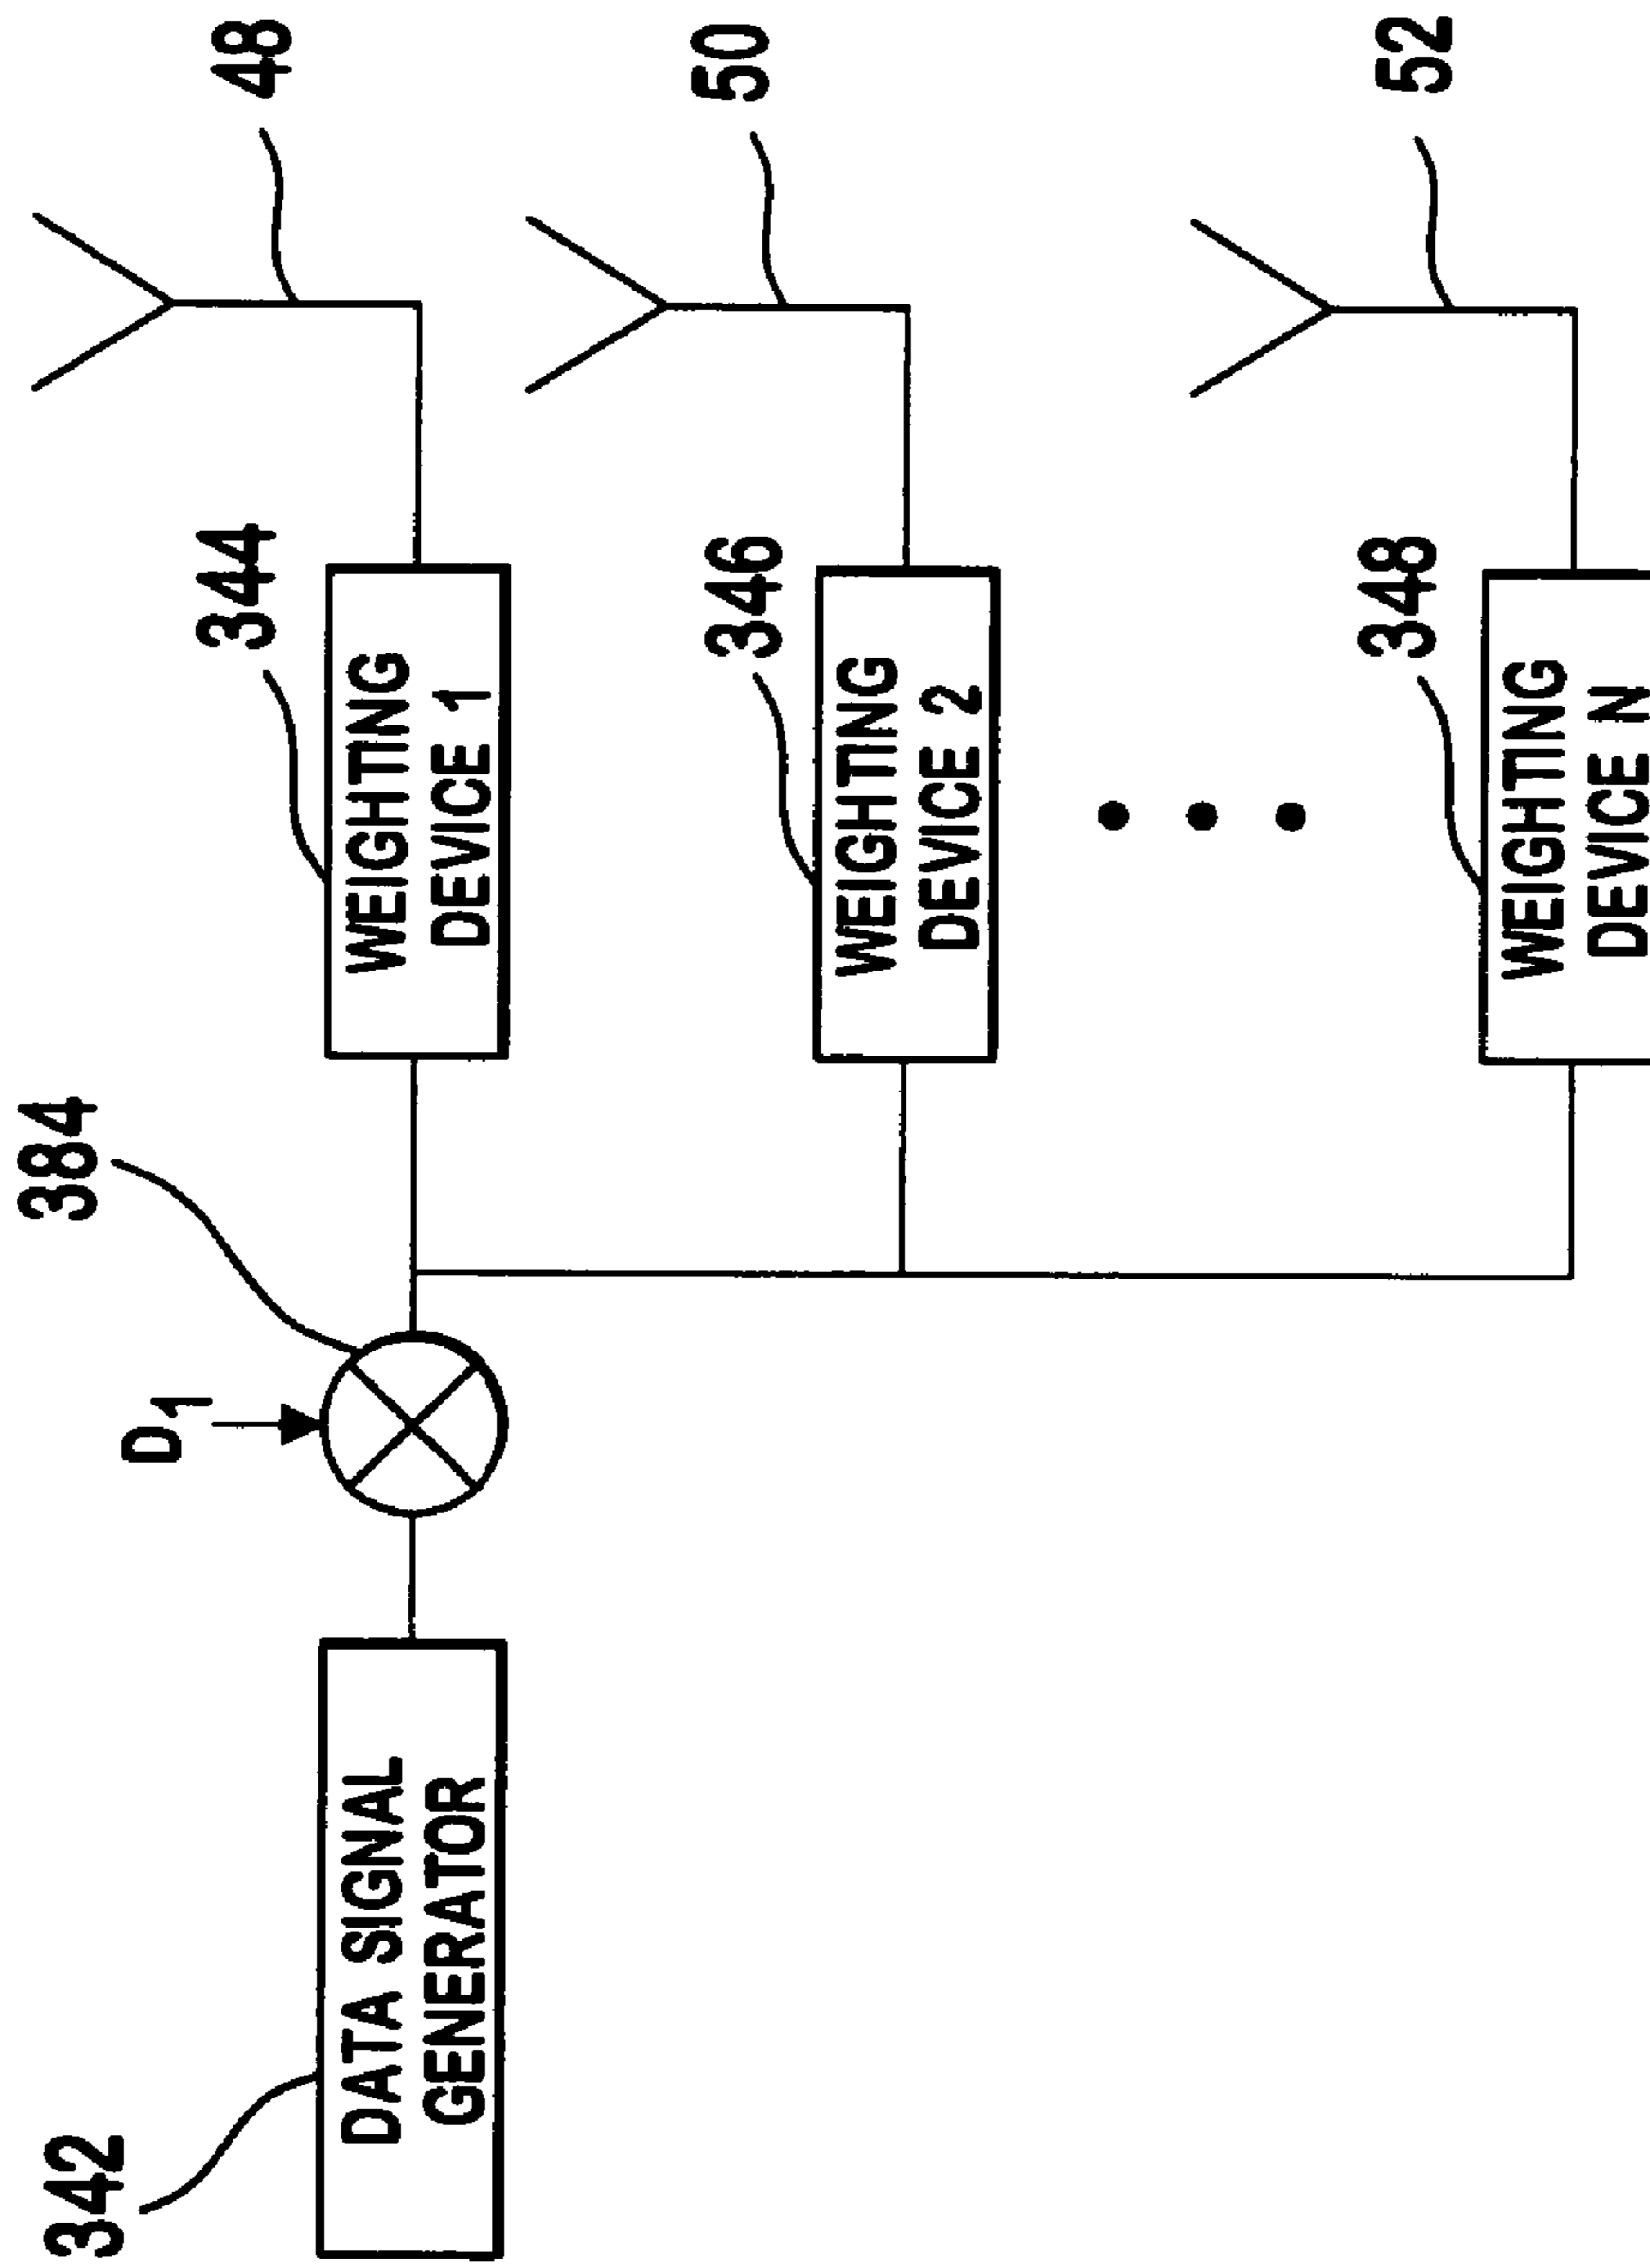 48
344
WEIGHTING
DEVICE 1
384
D1
342
DATA SIGNAL
GENERATOR
50
346
WEIGHTING
DEVICE 2
52
348
WEIGHTING
DEVICE N